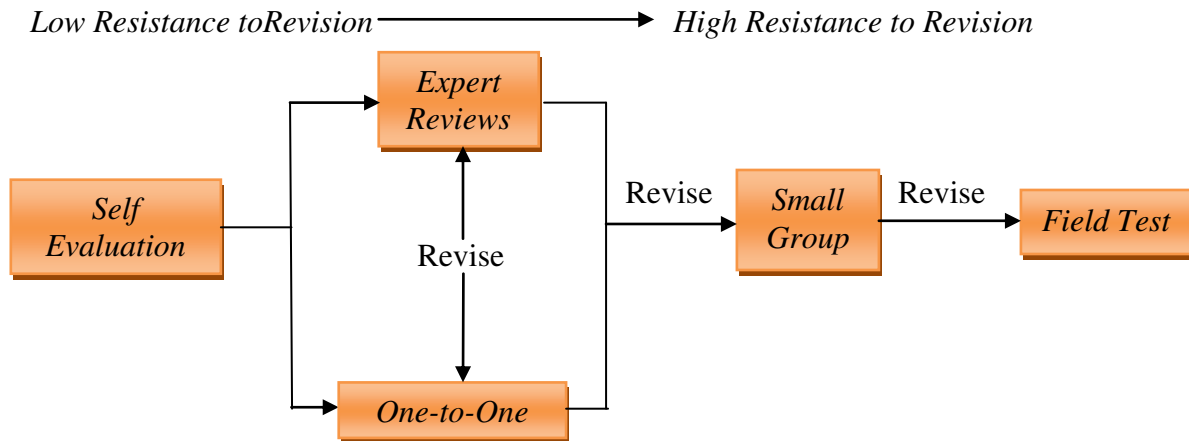 Low Resistance toRevision
High Resistance to Revision
Expert
Reviews
Self
Evaluation
Revise
Revise
Small
Group
Revise
Field Test
One-to-One